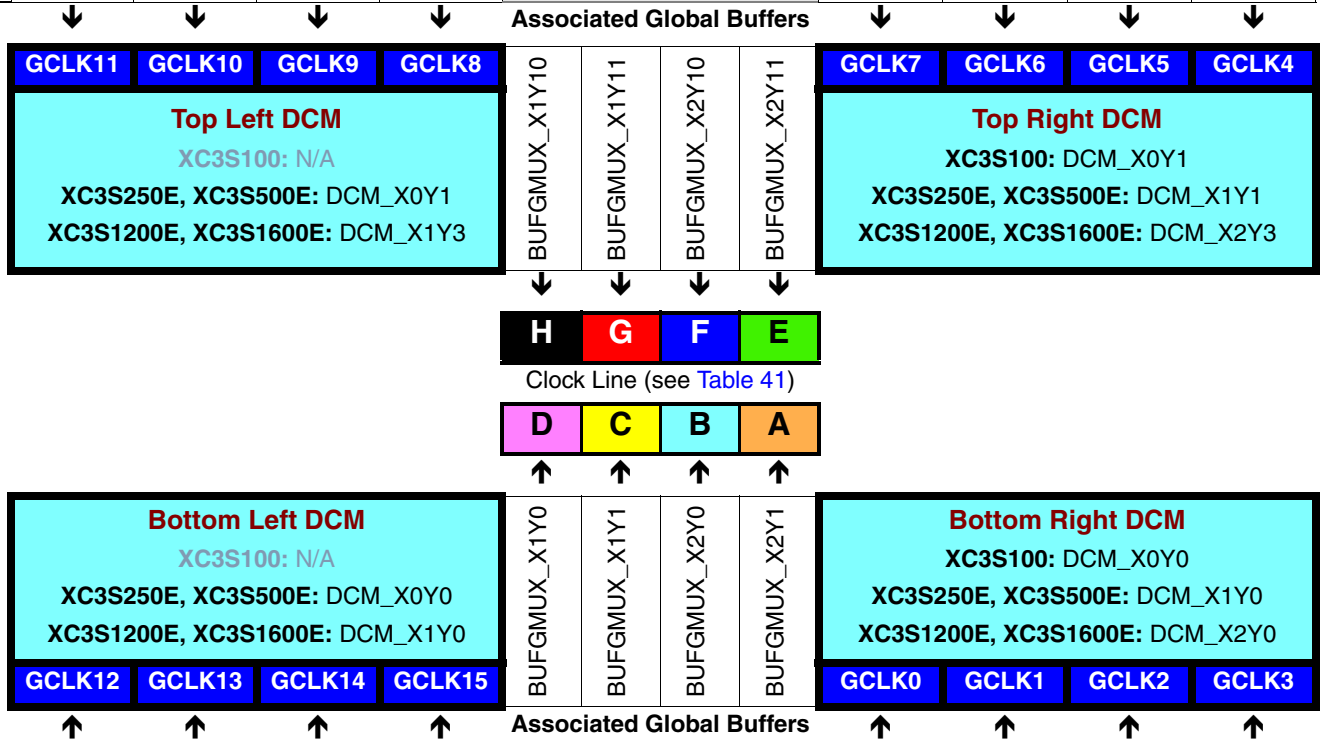 Associated Global Buffers
GCLK11 GCLK10 GCLK9 GCLK8
GCLK7 GCLK6 GCLK5 GCLK4
Top Left DCM
XC3S100: N/A
XC3S250E, XC3S500E: DCM_X0Y1
XC3S1200E, XC3S1600E: DCM_X1Y3
BUFGMUX_X1Y10
BUFGMUX_X1Y11
BUFGMUX_X2Y10
BUFGMUX_X2Y11
Top Right DCM
XC3S100: DCM_X0Y1
XC3S250E, XC3S500E: DCM_X1Y1
XC3S1200E, XC3S1600E: DCM_X2Y3
H G F E
Clock Line (see Table 41)
D C B A
Bottom Left DCM
XC3S100: N/A
XC3S250E, XC3S500E: DCM_X0Y0
XC3S1200E, XC3S1600E: DCM_X1Y0
BUFGMUX_X1Y0
BUFGMUX_X1Y1
BUFGMUX_X2Y0
BUFGMUX_X2Y1
Bottom Right DCM
XC3S100: DCM_X0Y0
XC3S250E, XC3S500E: DCM_X1Y0
XC3S1200E, XC3S1600E: DCM_X2Y0
GCLK12 GCLK13 GCLK14 GCLK15
GCLK0 GCLK1 GCLK2 GCLK3
Associated Global Buffers